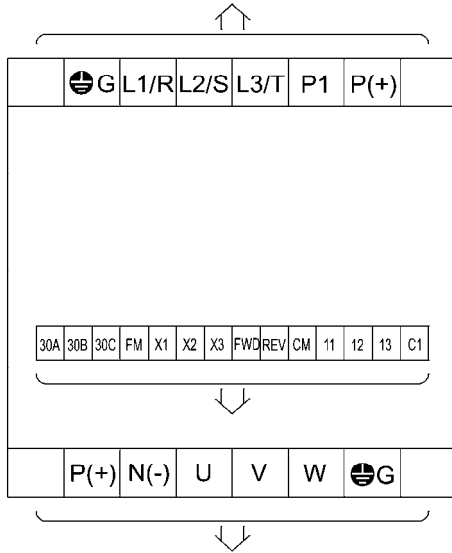 G L1/R L2/S L3/T P1 P(+)
30A 30B 30C FM X1 X2 X3 FWD REV CM 11 12 13 C1
P(+) N(-) U V W G